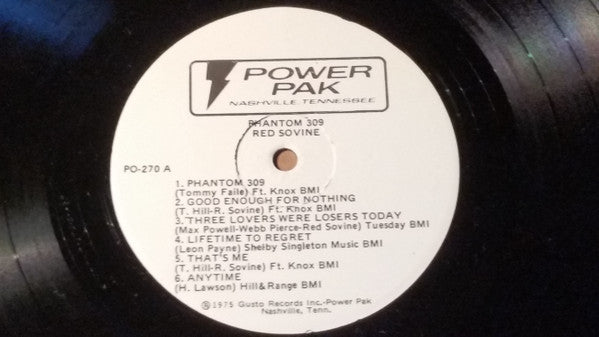 POWER
PAK
NASHVILLE, TENNESSEE
PHANTOM 309
RED SOVINE
PO-270 A
1. PHANTOM 309
(Tommy Faile) Ft. Knox BMI
2. GOOD ENOUGH FOR NOTHING
(T. Hill-R. Sovine) Ft. Knox BMI
3. THREE LOVERS WERE LOSERS TODAY
(Max Powell-Webb Pierce-Red Sovine) Tuesday BMI
4. LIFETIME TO REGRET
(Leon Payne) Shelby Singleton Music BMI
5. THAT'S ME
(T. Hill-R. Sovine) Ft. Knox BMI
6. ANYTIME
(H. Lawson) Hill&Range BMI
℗ 1975 Gusto Records Inc.-Power Pak
Nashville, Tenn.